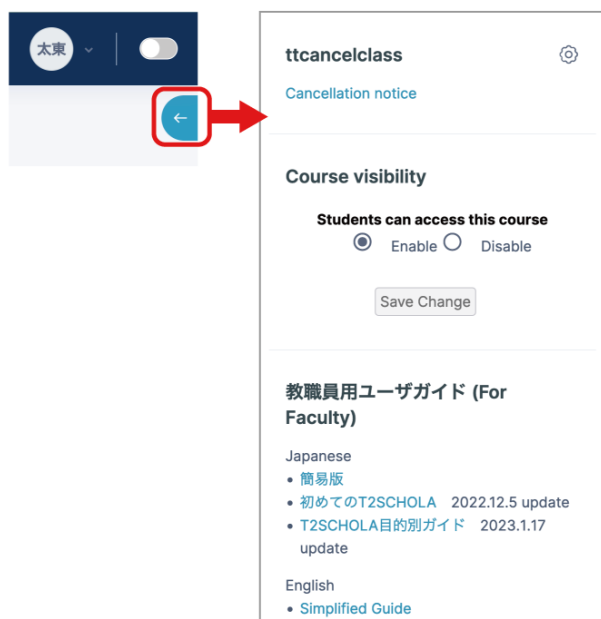 太東
ttcancelclass
Cancellation notice
Course visibility
Students can access this course
Enable Disable
Save Change
教職員用ユーザガイド (For
Faculty)
Japanese
• 簡易版
• 初めてのT2SCHOLA 2022.12.5 update
• T2SCHOLA目的別ガイド 2023.1.17
update
English
• Simplified Guide